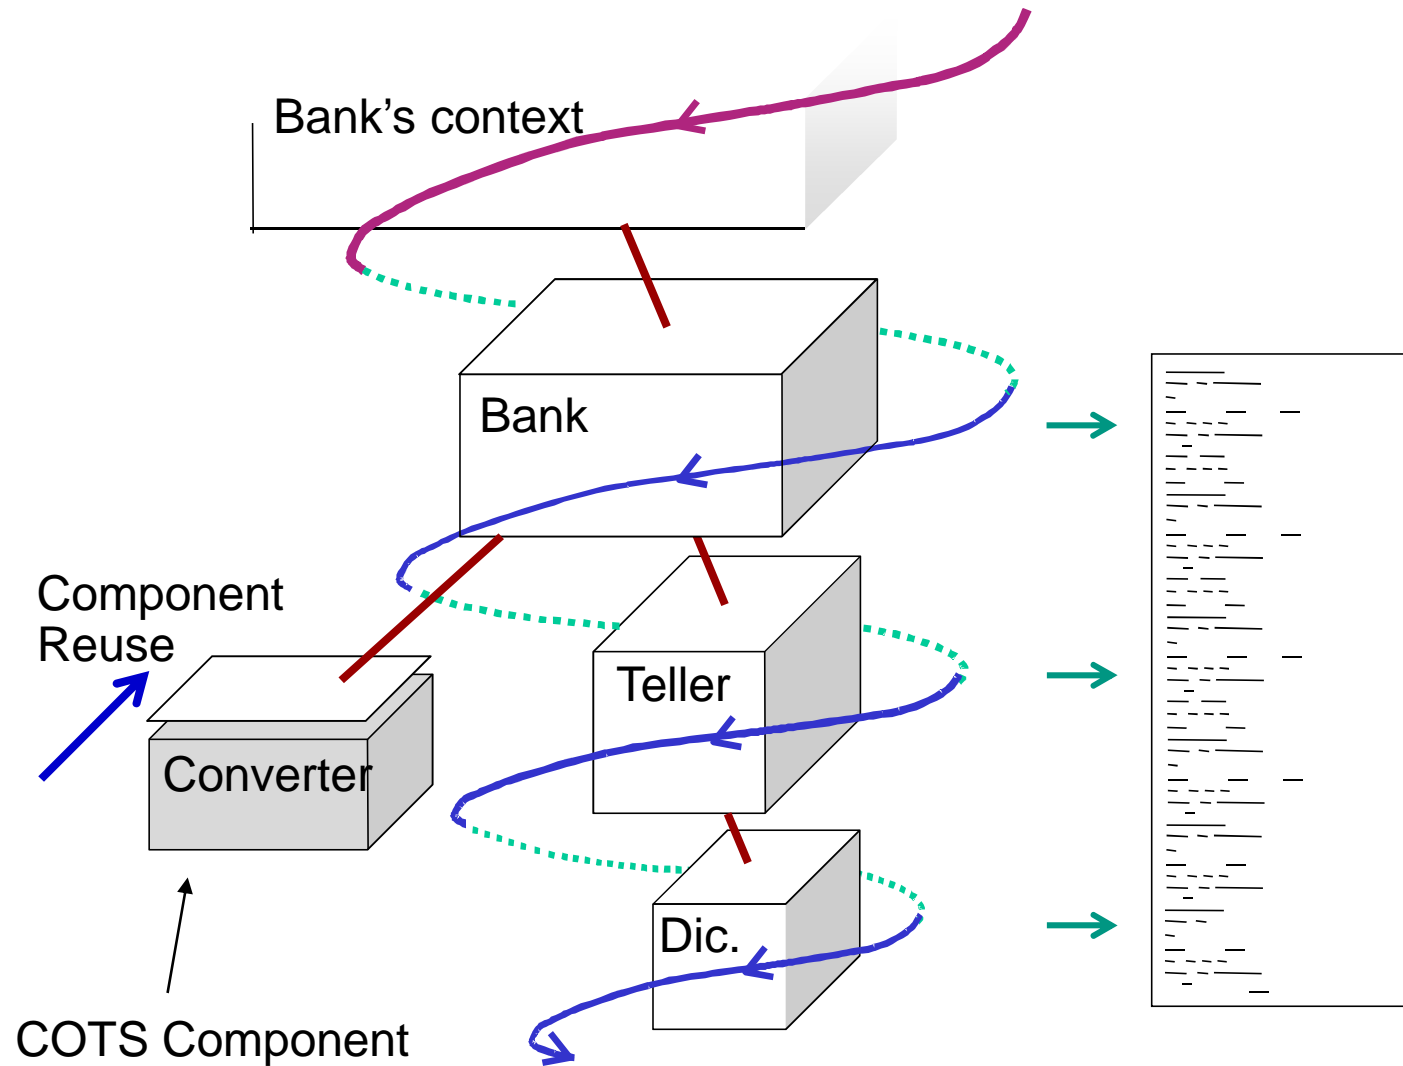 Bank’s context
Bank
Component
Reuse
Teller
Converter
Dic.
COTS Component